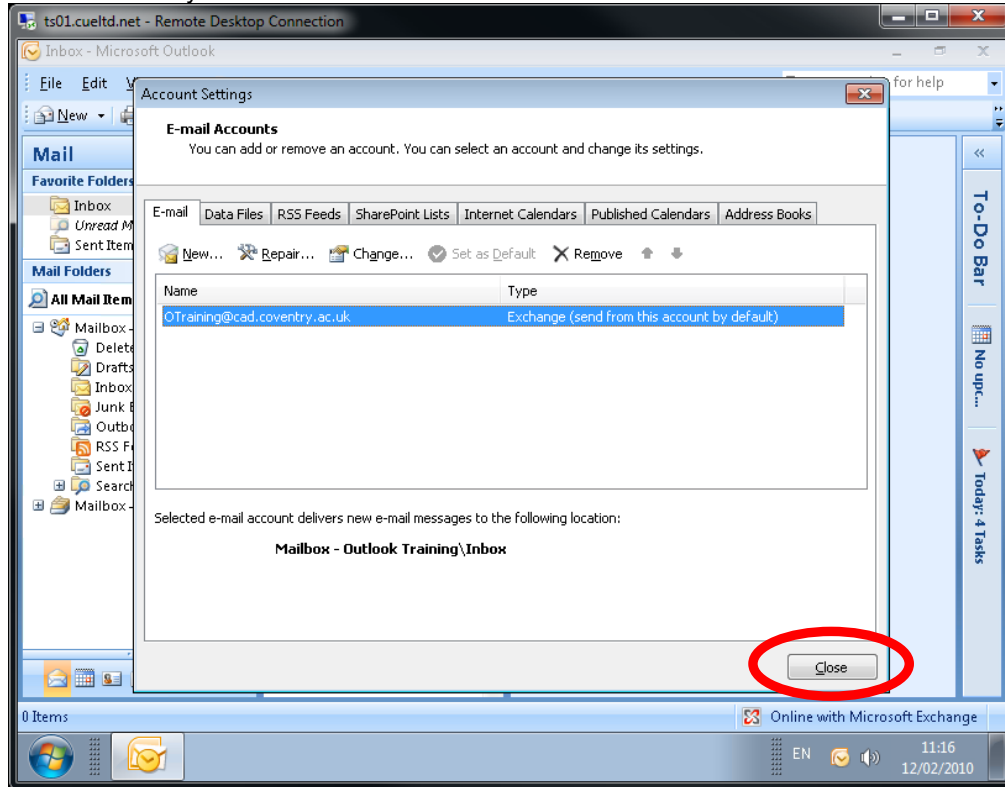 ts01.cueltd.net - Remote Desktop Connection
Inbox - Microsoft Outlook
File Edit V for help
Account Settings
New
E-mail Accounts
You can add or remove an account. You can select an account and change its settings.
Mail
Favorite Folders
Inbox
Unread M
Sent Item
Mail Folders
All Mail Item
Mailbox -
Delete
Drafts
Inbox
Junk E
Outbo
RSS Fe
Sent I
Search
Mailbox -
E-mail Data Files RSS Feeds SharePoint Lists Internet Calendars Published Calendars Address Books
New... Repair... Change... Set as Default Remove
Name Type
OTraining@cad.coventry.ac.uk Exchange (send from this account by default)
Selected e-mail account delivers new e-mail messages to the following location:
Mailbox - Outlook Training\Inbox
Close
To-Do Bar
No upc...
Today: 4 Tasks
0 Items Online with Microsoft Exchange
EN 11:16
12/02/2010